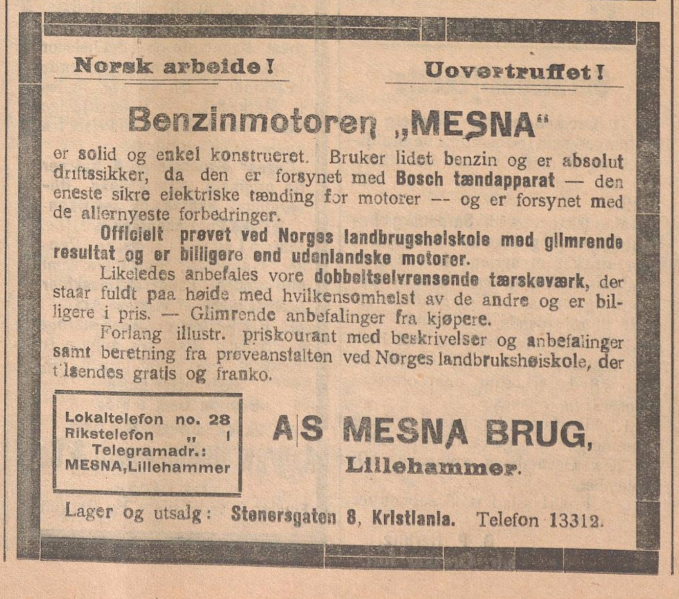 Norsk arbeide!
Uovertruffet!
Benzinmotoren „MESNA“
er solid og enkel konstrueret. Bruker lidet benzin og er absolut
driftssikker, da den er forsynet med Bosch tændapparat — den
eneste sikre elektriske tænding for motorer — og er forsynet med
de allernyeste forbedringer.
Officielt prøvet ved Norges landbrugshøiskole med glimrende
resultat og er billigere end udenlandske motorer.
Likeledes anbefales vore dobbeltselvrensende tærskeværk, der
staar fuldt paa høide med hvilkensomhelst av de andre og er bil-
ligere i pris. — Glimrende anbefalinger fra kjøpere.
Forlang illustr. priskourant med beskrivelser og anbefalinger
samt beretning fra prøveanstalten ved Norges landbrukshøiskole, der
tilsendes gratis og franko.
Lokaltelefon no. 28
Rikstelefon „ 1
Telegramadr.:
MESNA, Lillehammer
A|S MESNA BRUG,
Lillehammer.
Lager og utsalg: Stenersgaten 8, Kristiania. Telefon 13312.